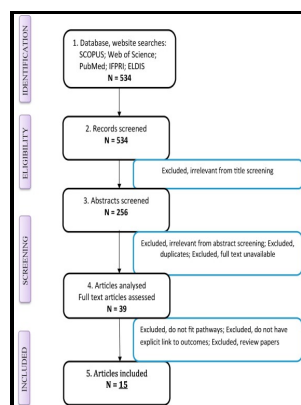 IDENTIFICATION
1. Database, website searches:
SCOPUS; Web of Science;
PubMed; IFPRI; ELDIS
N = 534
ELIGIBILITY
2. Records screened
N = 534
Excluded, irrelevant from title screening
3. Abstracts screened
N = 256
SCREENING
Excluded, irrelevant from abstract screening; Excluded,
duplicates; Excluded, full text unavailable
4. Articles analysed
Full text articles assessed
N = 39
Excluded, do not fit pathways; Excluded, do not have
explicit link to outcomes; Excluded, review papers
INCLUDED
5. Articles included
N = 15